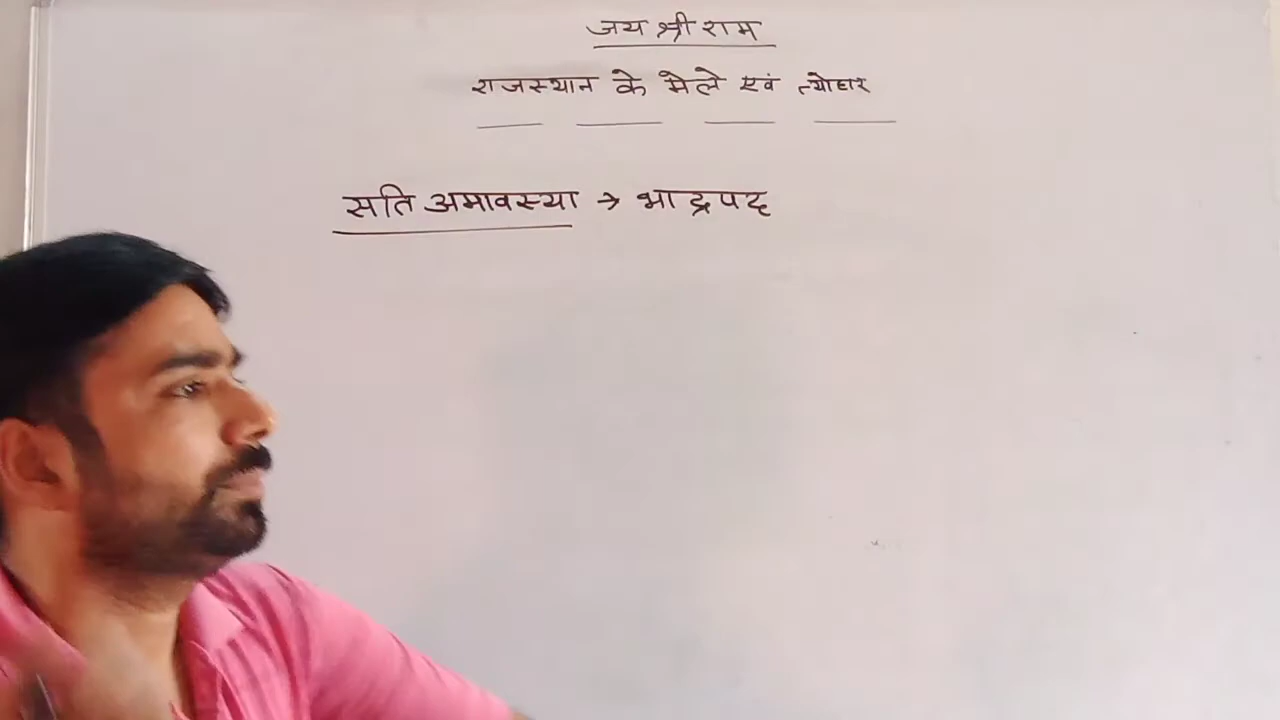 जय श्री राम
राजस्थान के मेले एवं त्योहार
सति अमावस्या → भाद्रपद